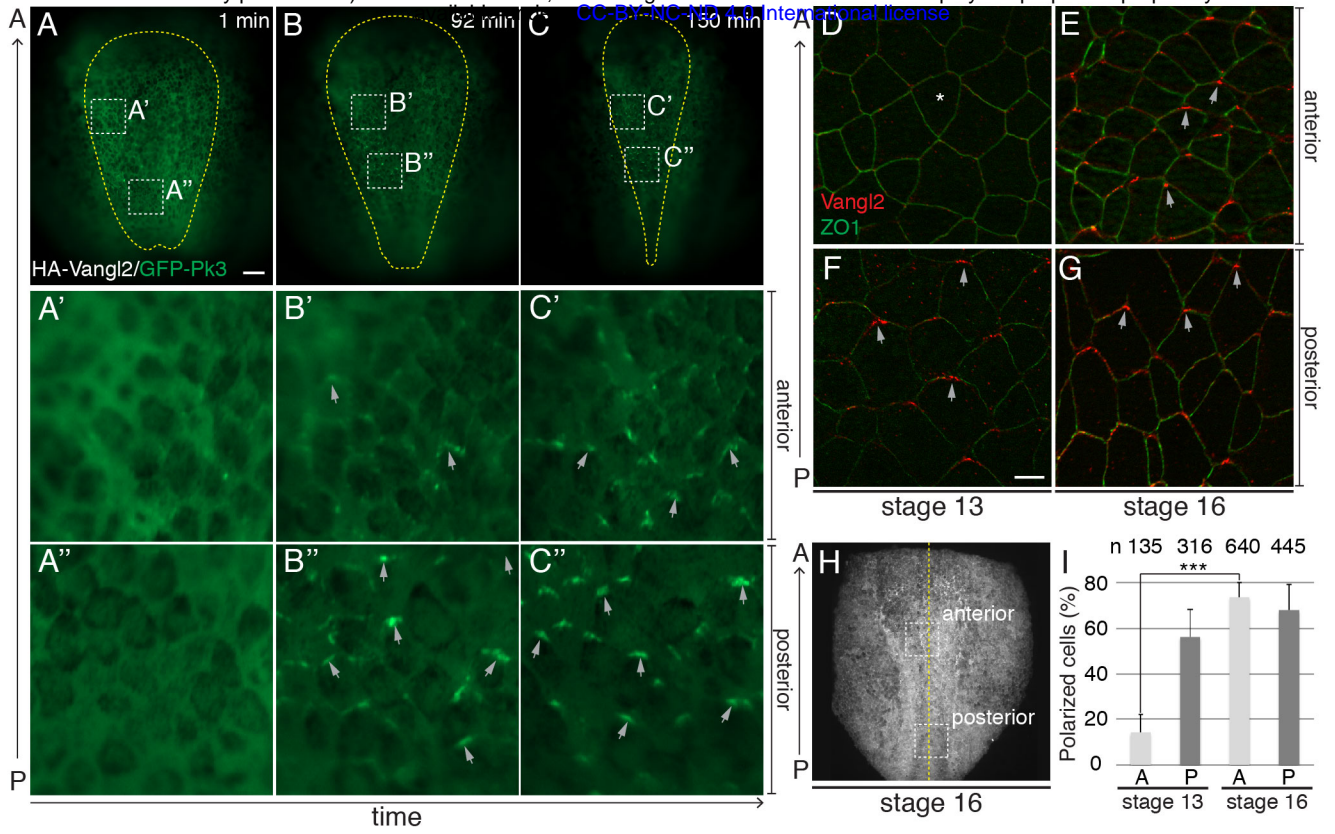 CC-BY-NC-ND 4.0 International license
A
P
A
1 min
A'
A''
HA-Vangl2/GFP-Pk3
B
92 min
B'
B''
C
150 min
C'
C''
A'
B'
C'
anterior
A''
B''
C''
posterior
time
A
P
D
*
Vangl2
ZO1
E
anterior
F
G
posterior
stage 13
stage 16
A
P
H
anterior
posterior
stage 16
I
n 135 316 640 445
***
Polarized cells (%)
80
60
40
20
0
A P A P
stage 13 stage 16